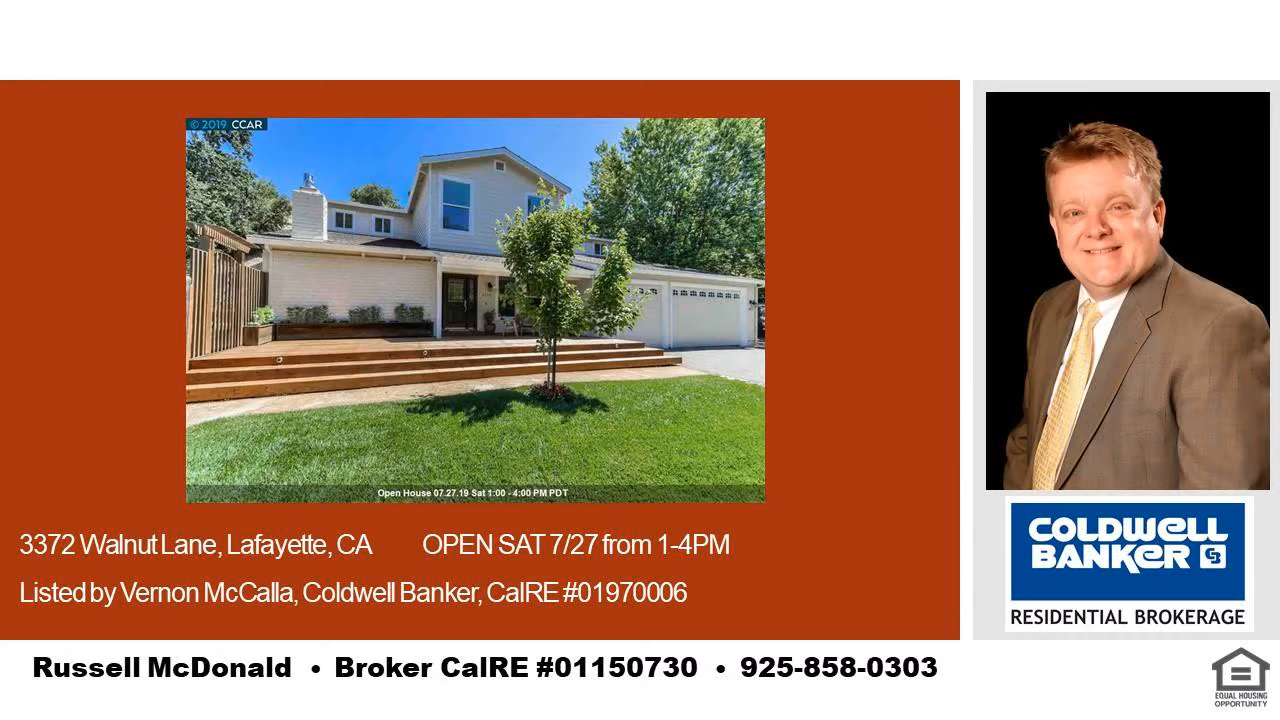 © 2019 CCAR
Open House 07.27.19 Sat 1:00 - 4:00 PM PDT
3372 Walnut Lane, Lafayette, CA OPEN SAT 7/27 from 1-4PM
Listed by Vernon McCalla, Coldwell Banker, CalRE #01970006
COLDWELL
BANKER CB
RESIDENTIAL BROKERAGE
Russell McDonald • Broker CalRE #01150730 • 925-858-0303
EQUAL HOUSING
OPPORTUNITY